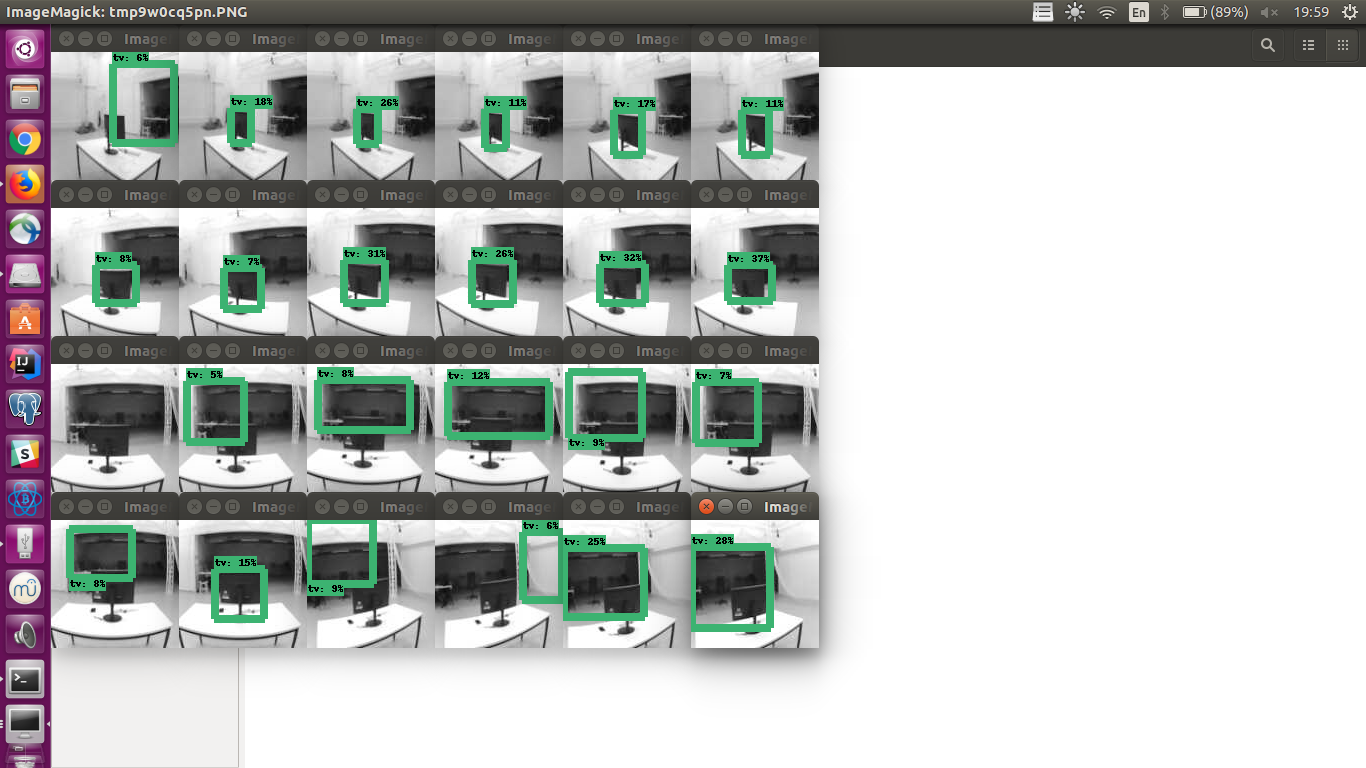 ImageMagick: tmp9w0cq5pn.PNG
En
(89%)
19:59
Image Image Image Image Image Image
tv: 6%
tv: 18%
tv: 26%
tv: 11%
tv: 17%
tv: 11%
Image Image Image Image Image Image
tv: 8%
tv: 7%
tv: 31%
tv: 26%
tv: 32%
tv: 37%
Image Image Image Image Image Image
tv: 5%
tv: 8%
tv: 12%
tv: 9%
tv: 7%
Image Image Image Image Image Image
tv: 8%
tv: 15%
tv: 9%
tv: 6%
tv: 25%
tv: 28%